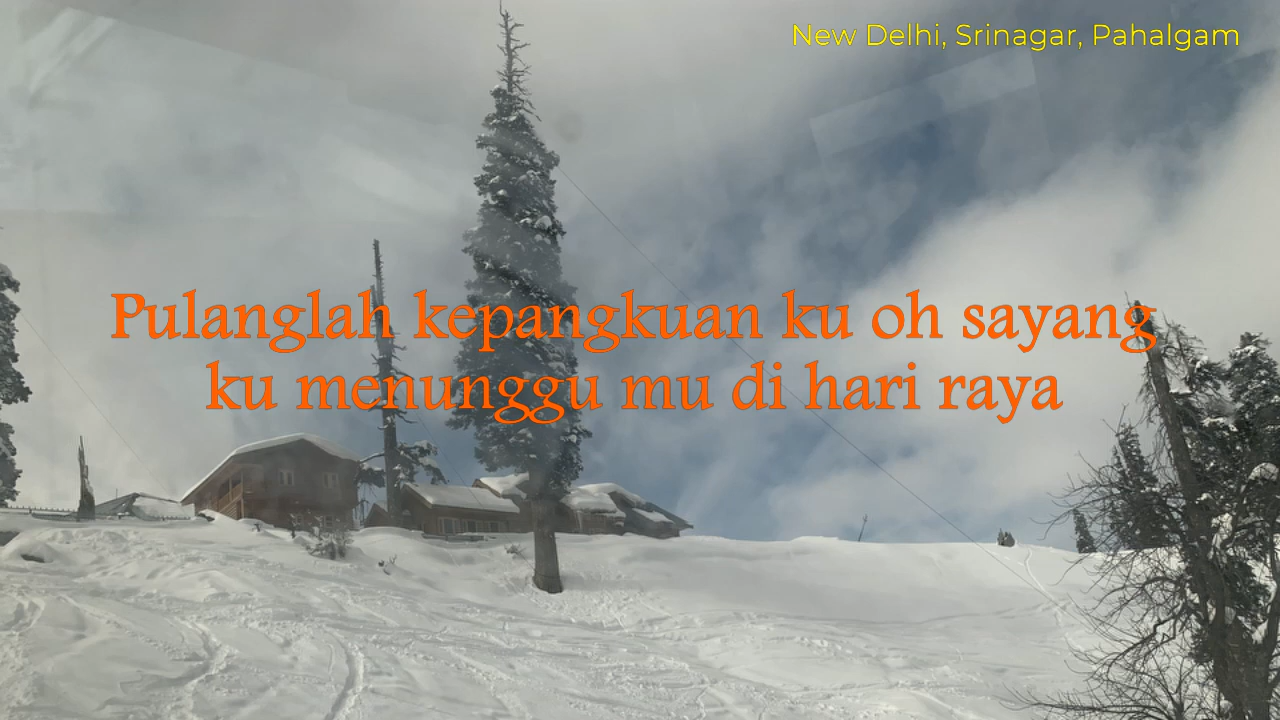 New Delhi, Srinagar, Pahalgam
Pulanglah kepangkuan ku oh sayang
ku menunggu mu di hari raya